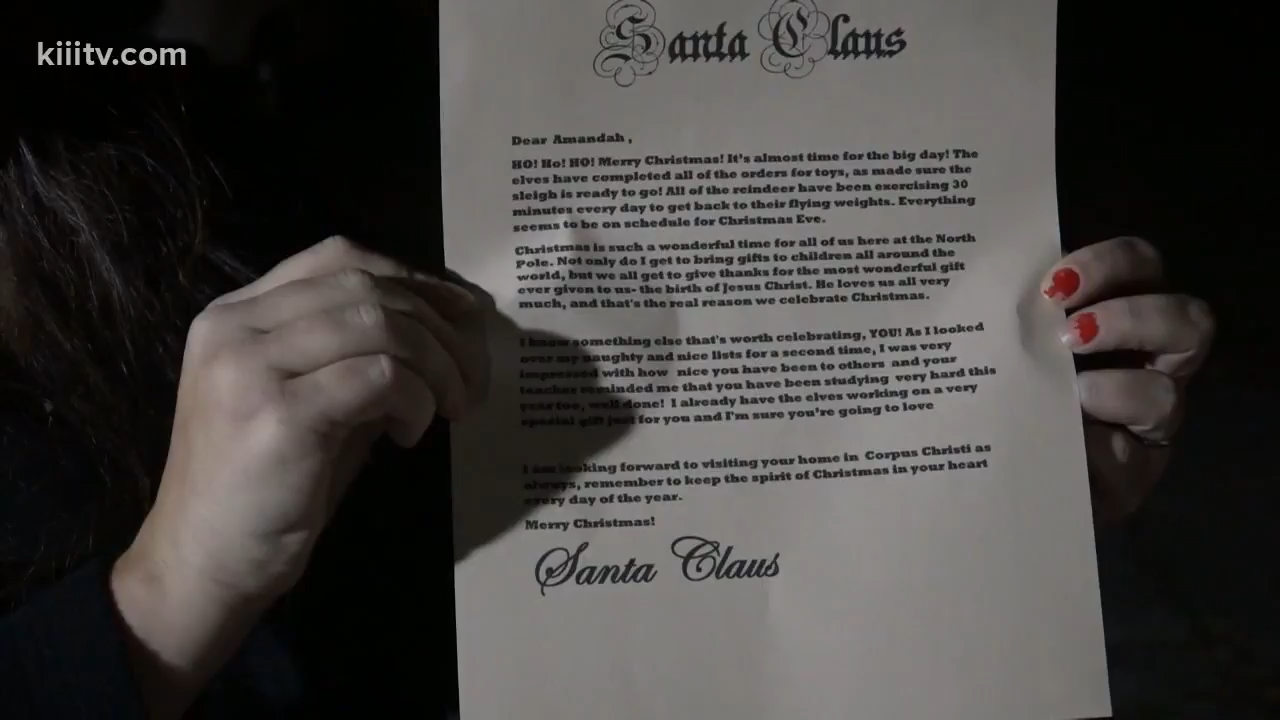 kiiitv.com
Santa Claus
Dear Amandah ,
HO! Ho! HO! Merry Christmas! It's almost time for the big day! The
elves have completed all of the orders for toys, as made sure the
sleigh is ready to go! All of the reindeer have been exercising 30
minutes every day to get back to their flying weights. Everything
seems to be on schedule for Christmas Eve.
Christmas is such a wonderful time for all of us here at the North
Pole. Not only do I get to bring gifts to children all around the
world, but we all get to give thanks for the most wonderful gift
ever given to us- the birth of Jesus Christ. He loves us all very
much, and that's the real reason we celebrate Christmas.
I know something else that's worth celebrating, YOU! As I looked
over my naughty and nice lists for a second time, I was very
impressed with how nice you have been to others and your
teacher reminded me that you have been studying very hard this
year too, well done! I already have the elves working on a very
special gift just for you and I'm sure you're going to love
I am looking forward to visiting your home in Corpus Christi as
always, remember to keep the spirit of Christmas in your heart
every day of the year.
Merry Christmas!
Santa Claus